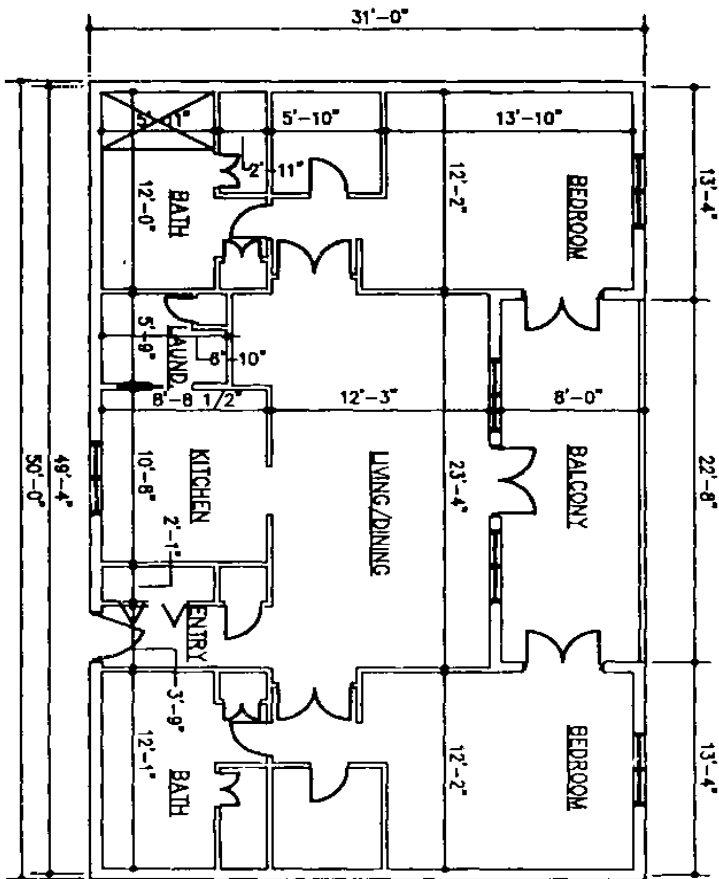 31'-0"
5'-11"
5'-10"
13'-10"
2'-11"
12'-0"
BATH
12'-2"
BEDROOM
13'-4"
5'-9"
LAUND.
6'-10"
8'-8 1/2"
12'-3"
8'-0"
10'-8"
KITCHEN
LIVING/DINING
23'-4"
BALCONY
22'-8"
49'-4"
50'-0"
2'-1"
ENTRY
3'-9"
12'-1"
BATH
12'-2"
BEDROOM
13'-4"